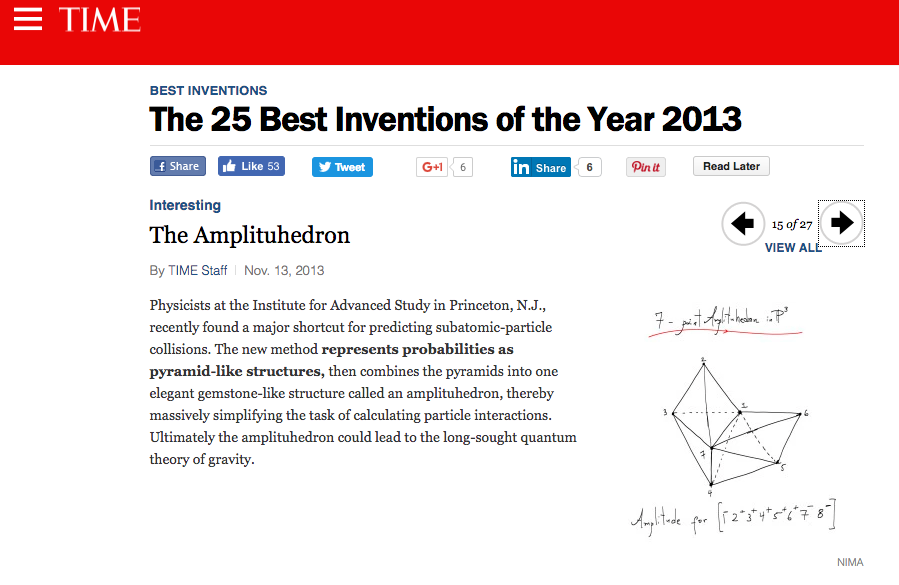 TIME
BEST INVENTIONS
The 25 Best Inventions of the Year 2013
Share Like 53 Tweet G+1 6 in Share 6 Pin it Read Later
Interesting
The Amplituhedron
15 of 27
VIEW ALL
By TIME Staff | Nov. 13, 2013
Physicists at the Institute for Advanced Study in Princeton, N.J.,
recently found a major shortcut for predicting subatomic-particle
collisions. The new method represents probabilities as
pyramid-like structures, then combines the pyramids into one
elegant gemstone-like structure called an amplituhedron, thereby
massively simplifying the task of calculating particle interactions.
Ultimately the amplituhedron could lead to the long-sought quantum
theory of gravity.
7 - point Amplituhedron in P³
2
3
1
6
7
5
4
Amplitude for [1⁻2⁺3⁺4⁺5⁺6⁺7⁻8⁻]
NIMA